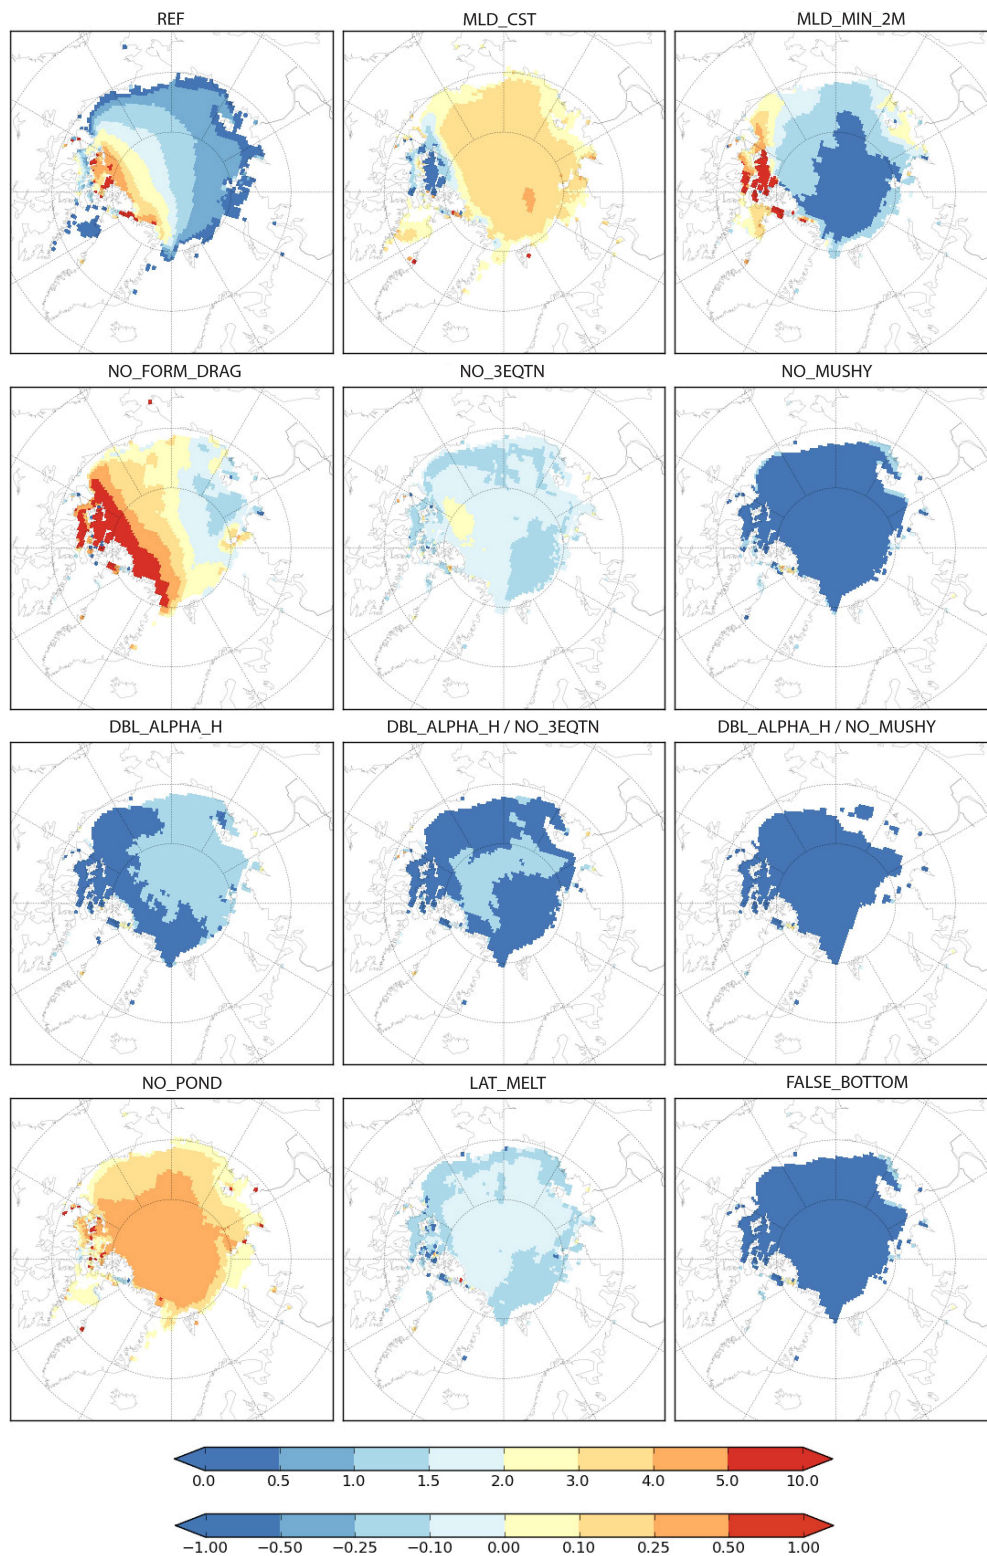 REF MLD_CST MLD_MIN_2M
NO_FORM_DRAG NO_3EQTN NO_MUSHY
DBL_ALPHA_H DBL_ALPHA_H / NO_3EQTN DBL_ALPHA_H / NO_MUSHY
NO_POND LAT_MELT FALSE_BOTTOM
0.0 0.5 1.0 1.5 2.0 3.0 4.0 5.0 10.0
−1.00 −0.50 −0.25 −0.10 0.00 0.10 0.25 0.50 1.00